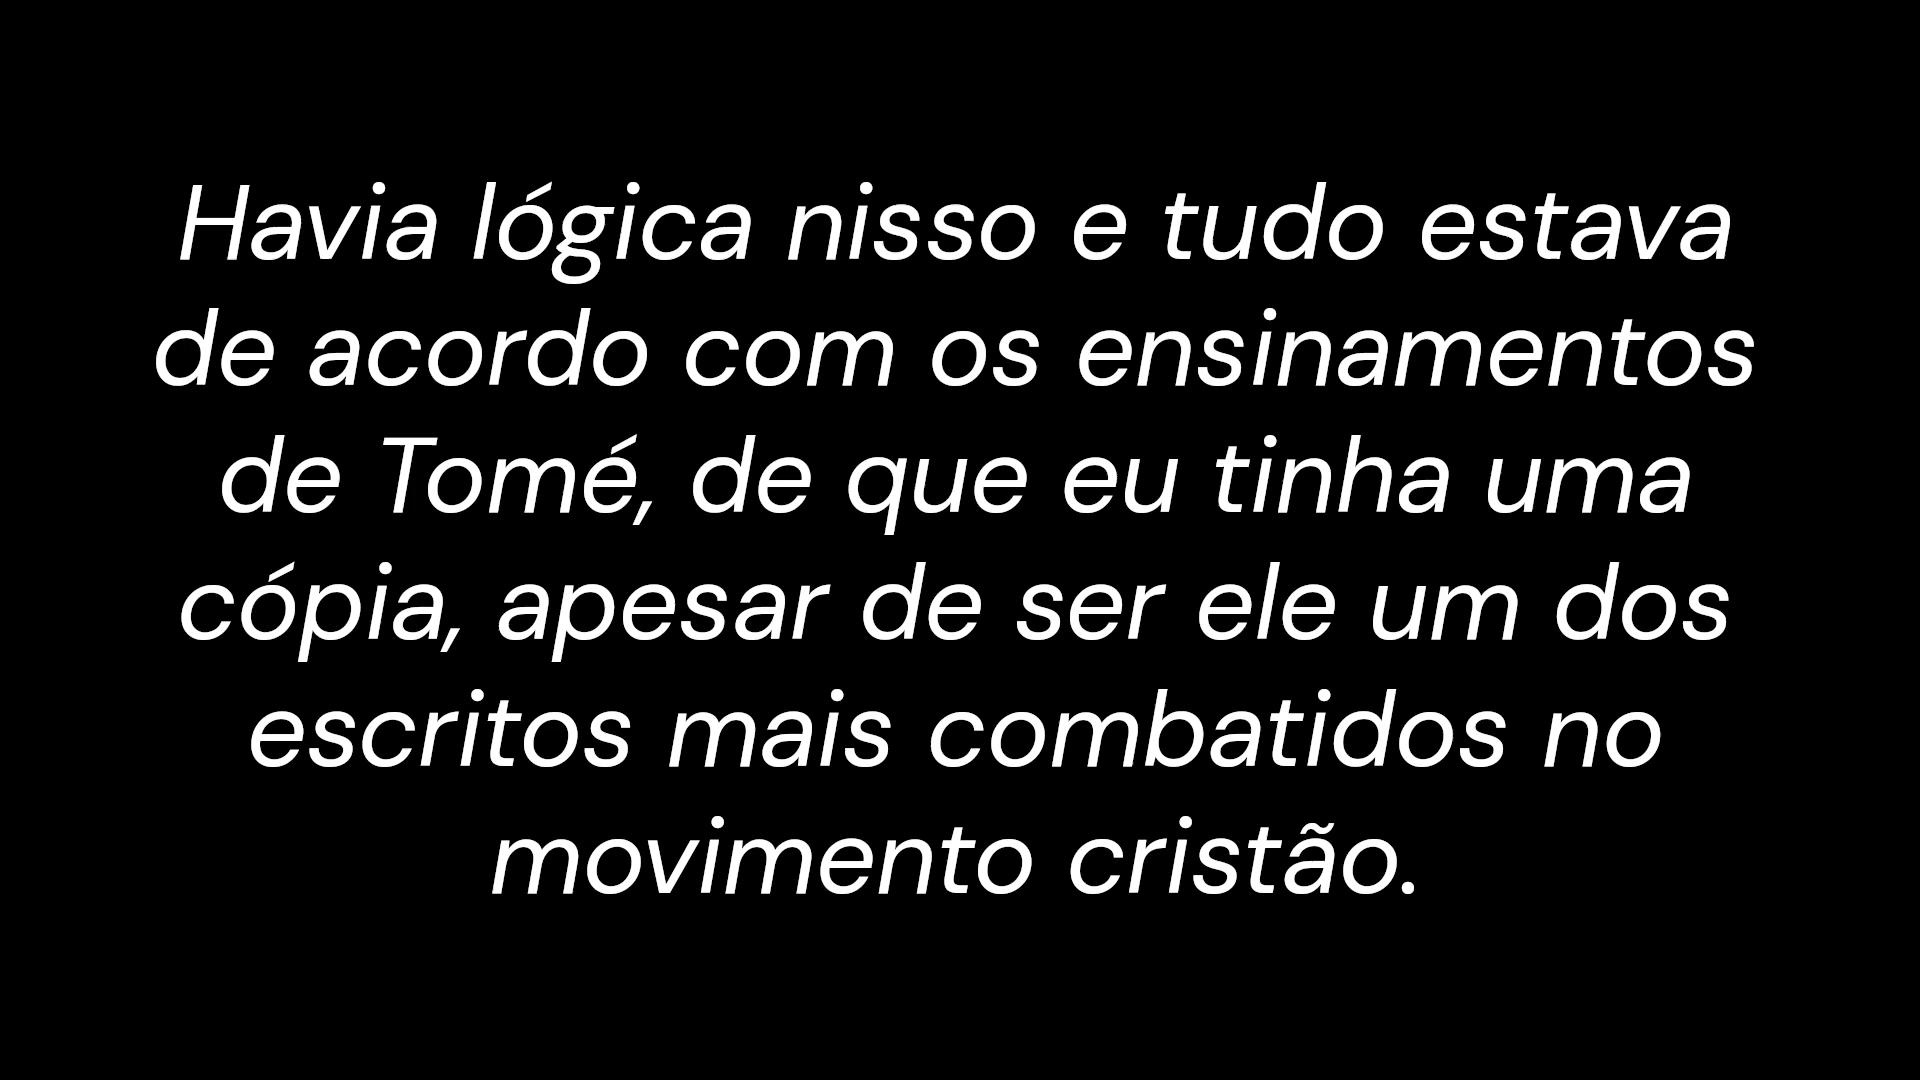 Havia lógica nisso e tudo estava
de acordo com os ensinamentos
de Tomé, de que eu tinha uma
cópia, apesar de ser ele um dos
escritos mais combatidos no
movimento cristão.